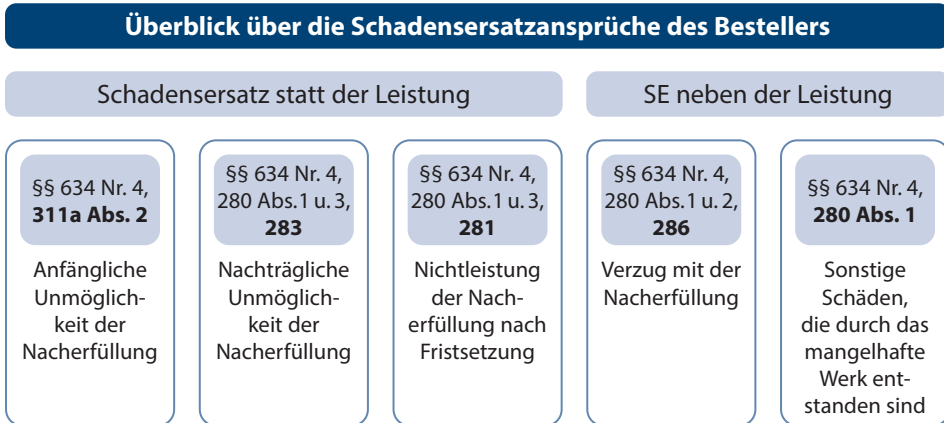 Überblick über die Schadensersatzansprüche des Bestellers
Schadensersatz statt der Leistung
SE neben der Leistung
§§ 634 Nr. 4,
311a Abs. 2
Anfängliche
Unmöglich-
keit der
Nacherfüllung
§§ 634 Nr. 4,
280 Abs.1 u. 3,
283
Nachträgliche
Unmöglich-
keit der
Nacherfüllung
§§ 634 Nr. 4,
280 Abs.1 u. 3,
281
Nichtleistung
der Nach-
erfüllung nach
Fristsetzung
§§ 634 Nr. 4,
280 Abs.1 u. 2,
286
Verzug mit der
Nacherfüllung
§§ 634 Nr. 4,
280 Abs. 1
Sonstige
Schäden,
die durch das
mangelhafte
Werk ent-
standen sind